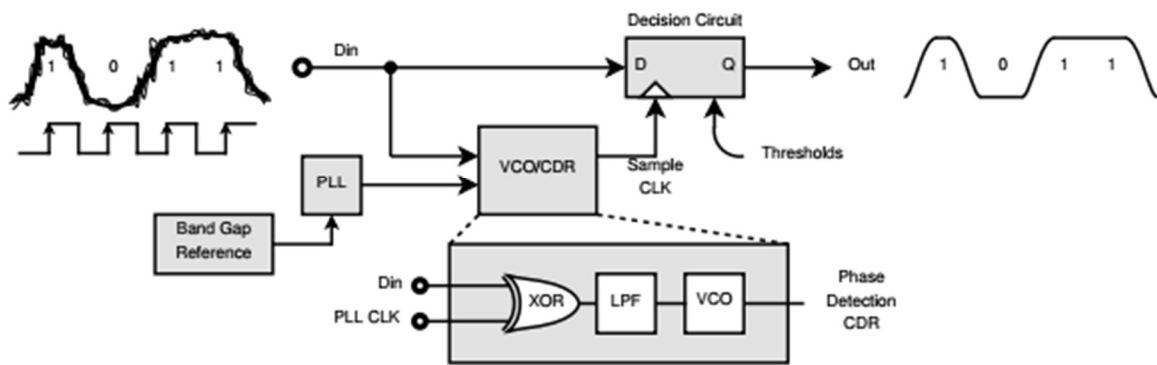 Decision Circuit
Din
1 0 1 1
D Q
Out
1 0 1 1
VCO/CDR
Sample
CLK
Thresholds
PLL
Band Gap
Reference
Din
PLL CLK
XOR
LPF
VCO
Phase
Detection
CDR